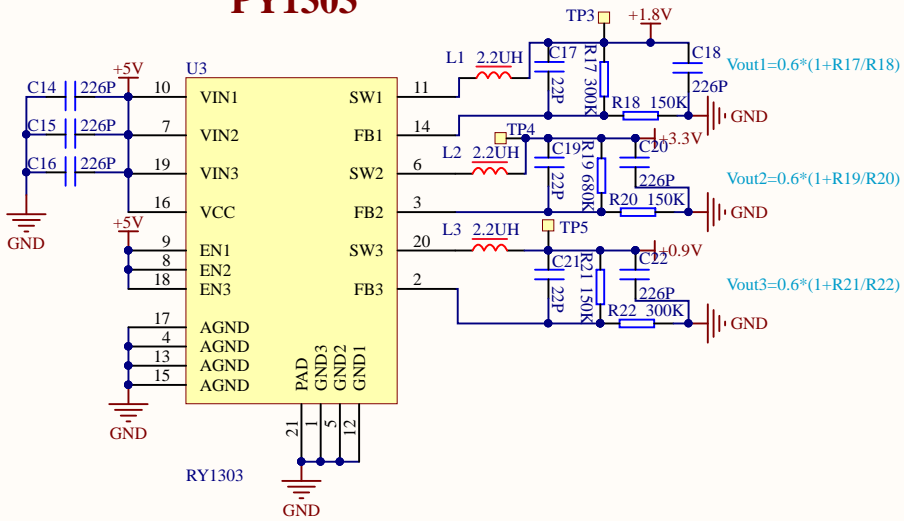 PY1303
TP3
+1.8V
U3
L1
2.2UH
C17
22P
R17 300K
C18
226P
Vout1=0.6*(1+R17/R18)
+5V
C14
226P
10
VIN1
SW1
11
R18 150K
GND
C15
226P
7
VIN2
FB1
14
TP4
+3.3V
C16
226P
19
VIN3
SW2
6
L2
2.2UH
C19
22P
R19 680K
C20
226P
Vout2=0.6*(1+R19/R20)
16
VCC
FB2
3
R20 150K
GND
GND
+5V
TP5
9
EN1
SW3
20
L3
2.2UH
+0.9V
8
EN2
C21
22P
R21 150K
C22
226P
18
EN3
FB3
2
Vout3=0.6*(1+R21/R22)
R22 300K
GND
17
AGND
4
AGND
13
AGND
15
AGND
PAD
GND3
GND2
GND1
GND
21
1
5
12
RY1303
GND